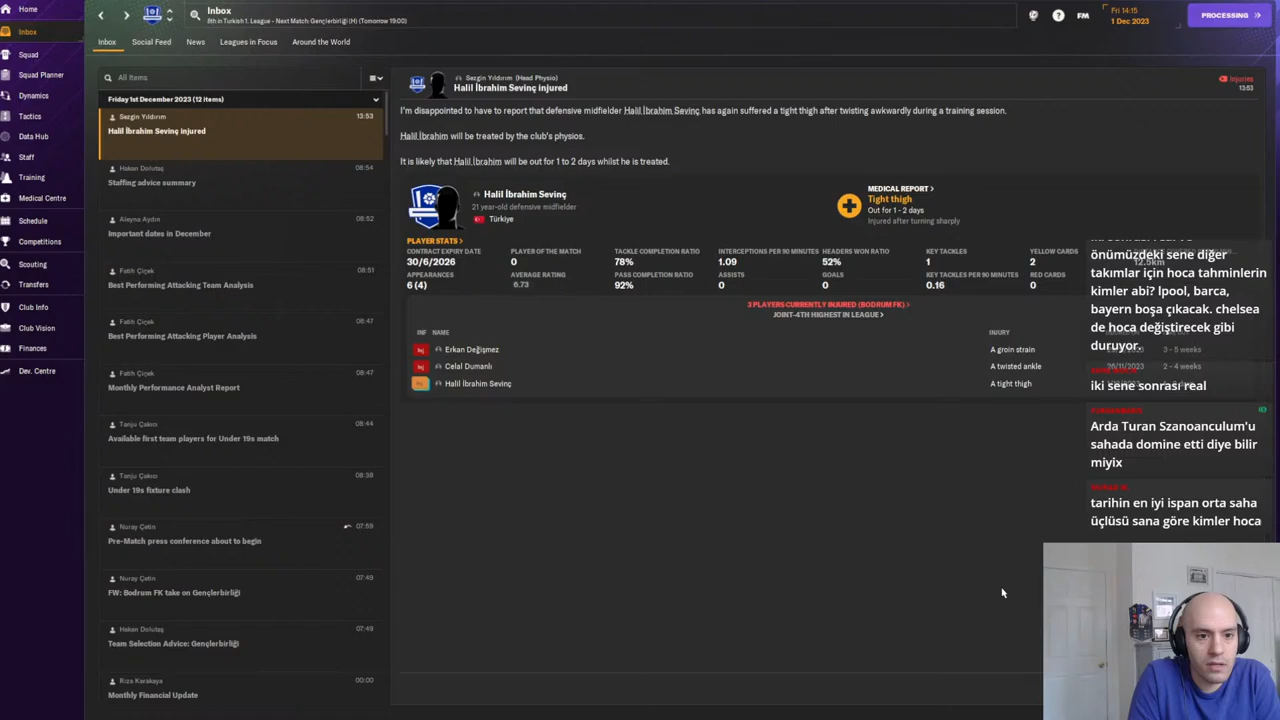 Home
Inbox
8th in Turkish 1. League - Next Match Gençlerbirliği (H) (Tomorrow 19:00)
FM
Fri 14:15
1 Dec 2023
PROCESSING
Inbox
Squad
Squad Planner
Dynamics
Tactics
Data Hub
Staff
Training
Medical Centre
Schedule
Competitions
Scouting
Transfers
Club Info
Club Vision
Finances
Dev. Centre
Inbox
Social Feed
News
Leagues in Focus
Around the World
All Items
Friday 1st December 2023 (12 items)
Sezgin Yıldırım
13:53
Halil İbrahim Sevinç injured
Hakan Dolutaş
08:54
Staffing advice summary
Aleyna Aydın
08:52
Important dates in December
Fatih Çiçek
08:51
Best Performing Attacking Team Analysis
Fatih Çiçek
08:47
Best Performing Attacking Player Analysis
Fatih Çiçek
08:47
Monthly Performance Analyst Report
Tanju Çakıcı
08:44
Available first team players for Under 19s match
Tanju Çakıcı
08:38
Under 19s fixture clash
Nuray Çetin
07:59
Pre-Match press conference about to begin
Nuray Çetin
07:49
FW: Bodrum FK take on Gençlerbirliği
Hakan Dolutaş
07:49
Team Selection Advice: Gençlerbirliği
Rıza Karakaya
00:00
Monthly Financial Update
Sezgin Yıldırım (Head Physio)
Halil İbrahim Sevinç injured
Injuries
13:53
I'm disappointed to have to report that defensive midfielder Halil İbrahim Sevinç has again suffered a tight thigh after twisting awkwardly during a training session.
Halil İbrahim will be treated by the club's physios.
It is likely that Halil İbrahim will be out for 1 to 2 days whilst he is treated.
Halil İbrahim Sevinç
21 year-old defensive midfielder
Türkiye
MEDICAL REPORT
Tight thigh
Out for 1 - 2 days
Injured after turning sharply
PLAYER STATS
CONTRACT EXPIRY DATE
PLAYER OF THE MATCH
TACKLE COMPLETION RATIO
INTERCEPTIONS PER 90 MINUTES
HEADERS WON RATIO
KEY TACKLES
YELLOW CARDS
30/6/2026
0
78%
1.09
52%
1
2
12.0km
APPEARANCES
AVERAGE RATING
PASS COMPLETION RATIO
ASSISTS
GOALS
KEY TACKLES PER 90 MINUTES
RED CARDS
6 (4)
6.73
92%
0
0
0.16
0
3 PLAYERS CURRENTLY INJURED (BODRUM FK)
JOINT-4TH HIGHEST IN LEAGUE
INF
NAME
INJURY
Inj
Erkan Değişmez
A groin strain
3 - 5 weeks
Inj
Celal Dumanlı
A twisted ankle
26/11/2023
2 - 4 weeks
Inj
Halil İbrahim Sevinç
A tight thigh
önümüzdeki sene diğer
takımlar için hoca tahminlerin
kimler abi? lpool, barca,
bayern boşa çıkacak. chelsea
de hoca değiştirecek gibi
duruyor.
iki sene sonrası real
Arda Turan Szanoanculum'u
sahada domine etti diye bilir
miyix
tarihin en iyi ispan orta saha
üçlüsü sana göre kimler hoca